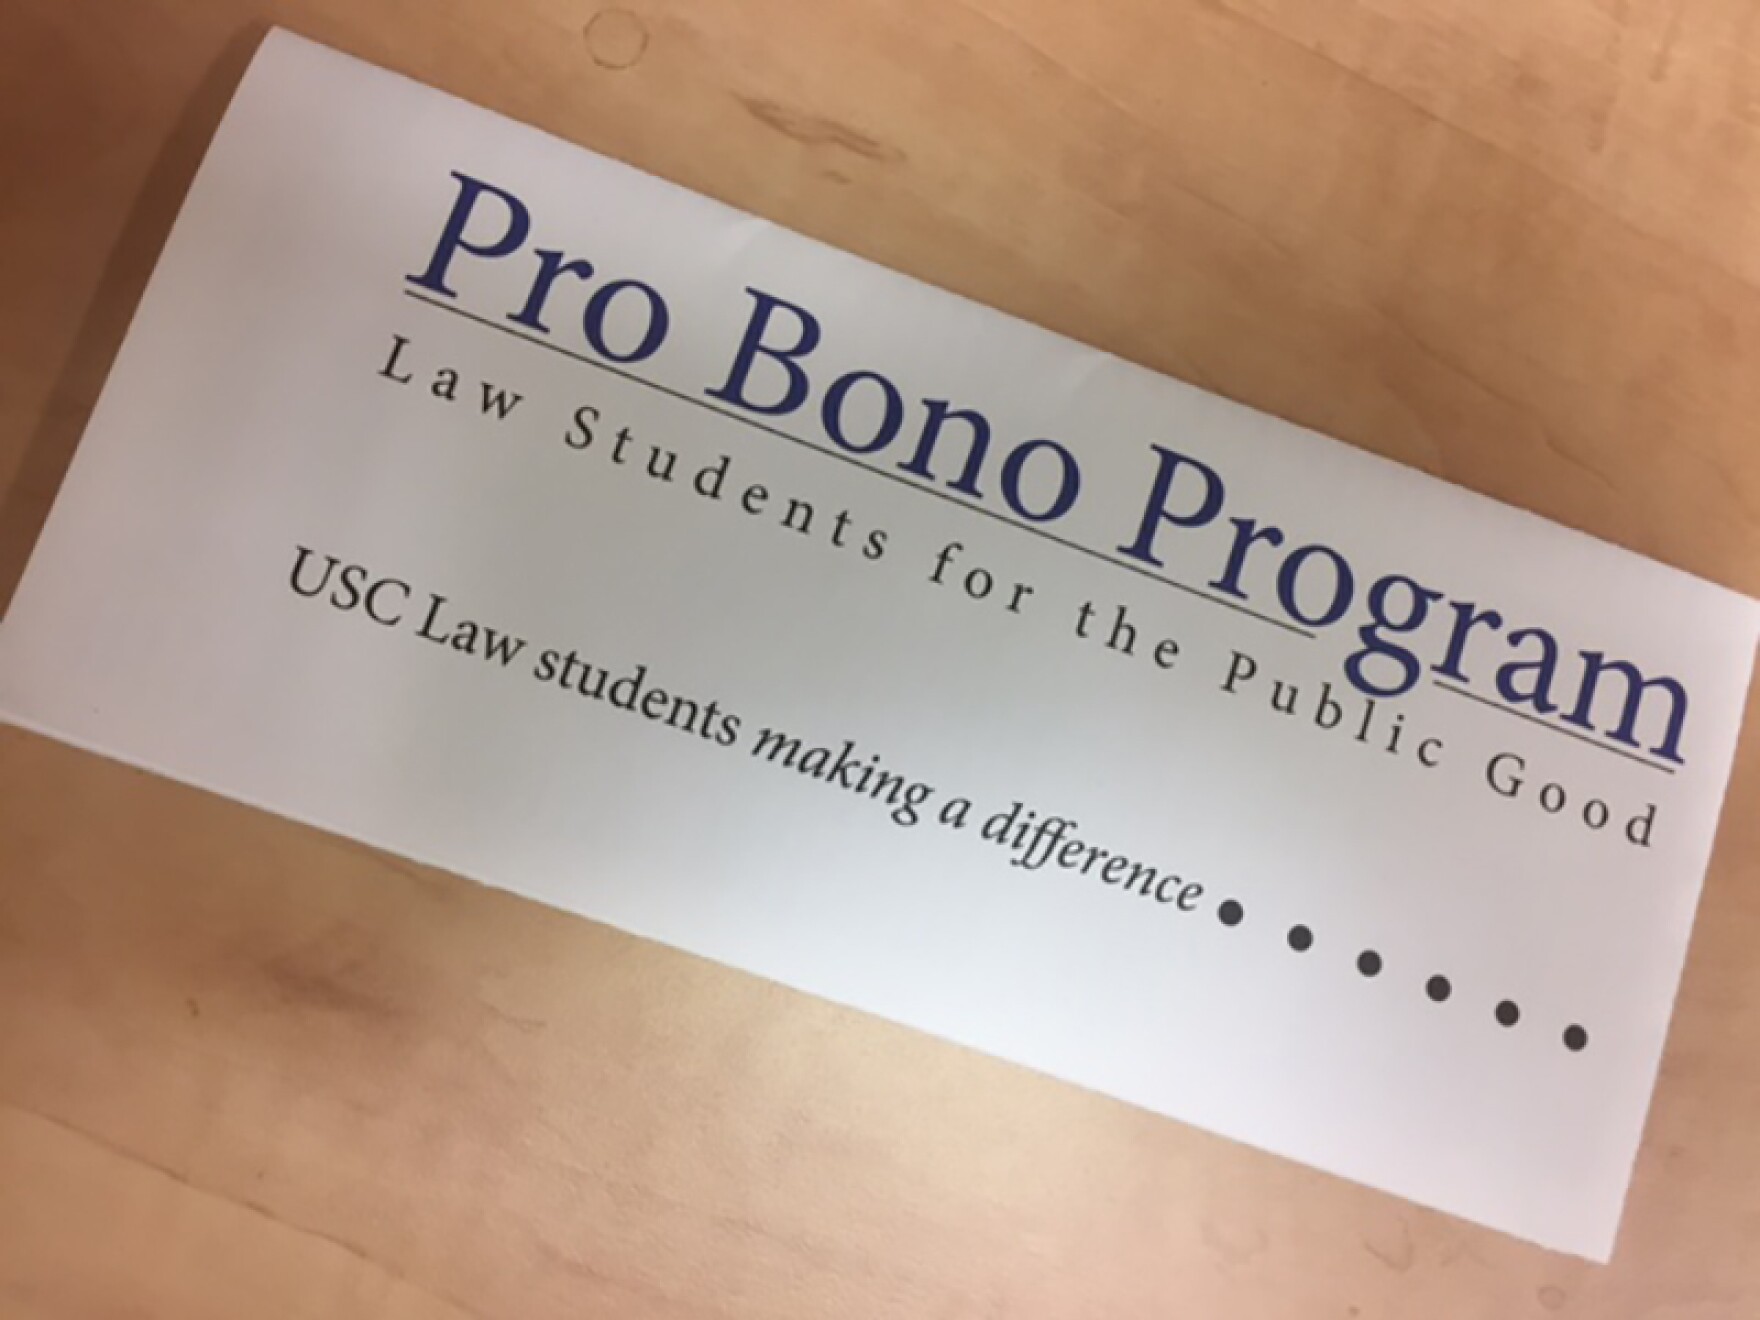 Pro Bono Program
Law Students for the Public Good
USC Law students making a difference • • • • • •